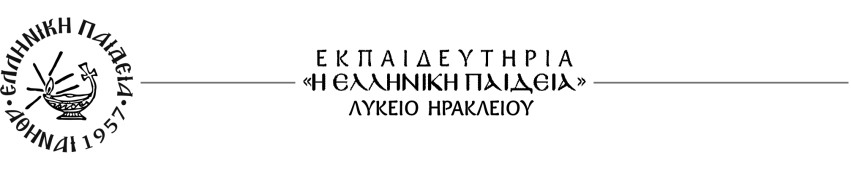 ΕΛΛΗΝΙΚΗ ΠΑΙΔΕΙΑ
ΑΘΗΝΑΙ 1957
ΕΚΠΑΙΔΕΥΤΗΡΙΑ
«Η ΕΛΛΗΝΙΚΗ ΠΑΙΔΕΙΑ»
ΛΥΚΕΙΟ ΗΡΑΚΛΕΙΟΥ